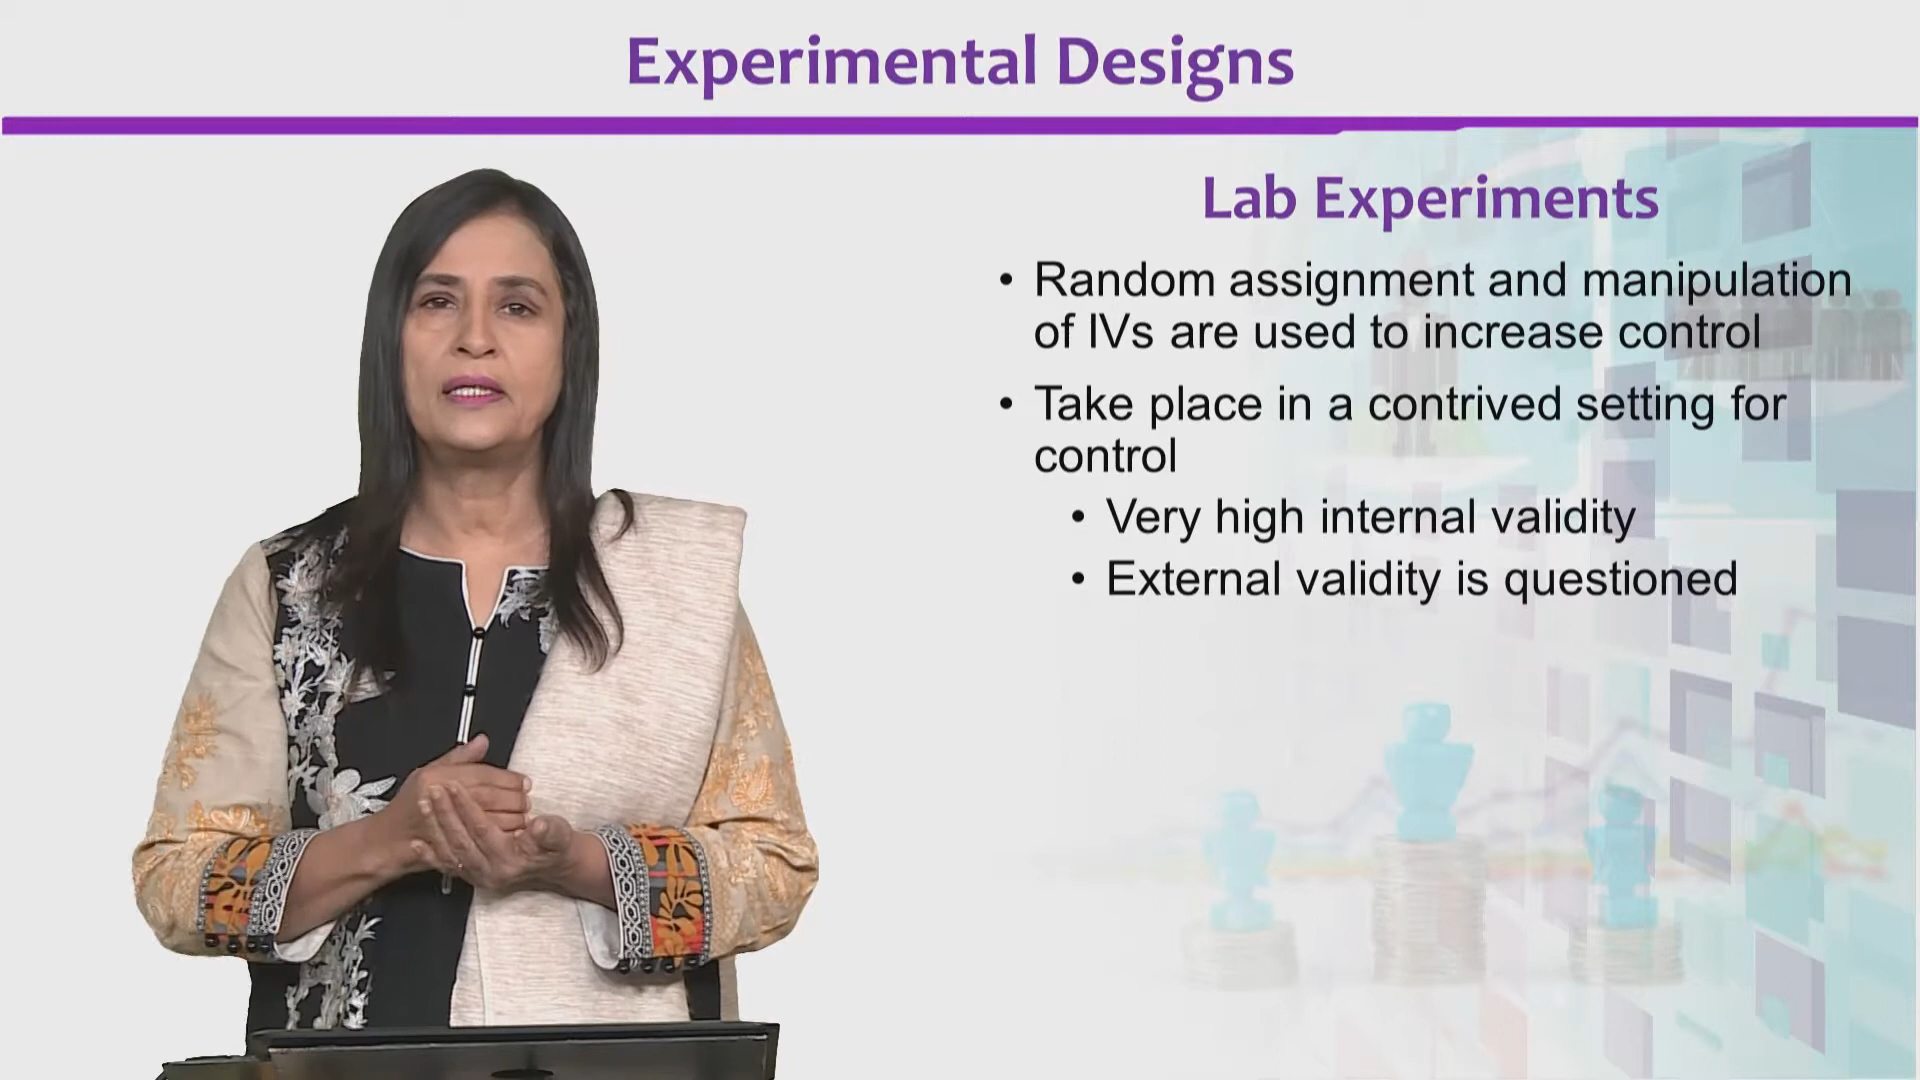 Experimental Designs
Lab Experiments
• Random assignment and manipulation
of IVs are used to increase control
• Take place in a contrived setting for
control
• Very high internal validity
• External validity is questioned